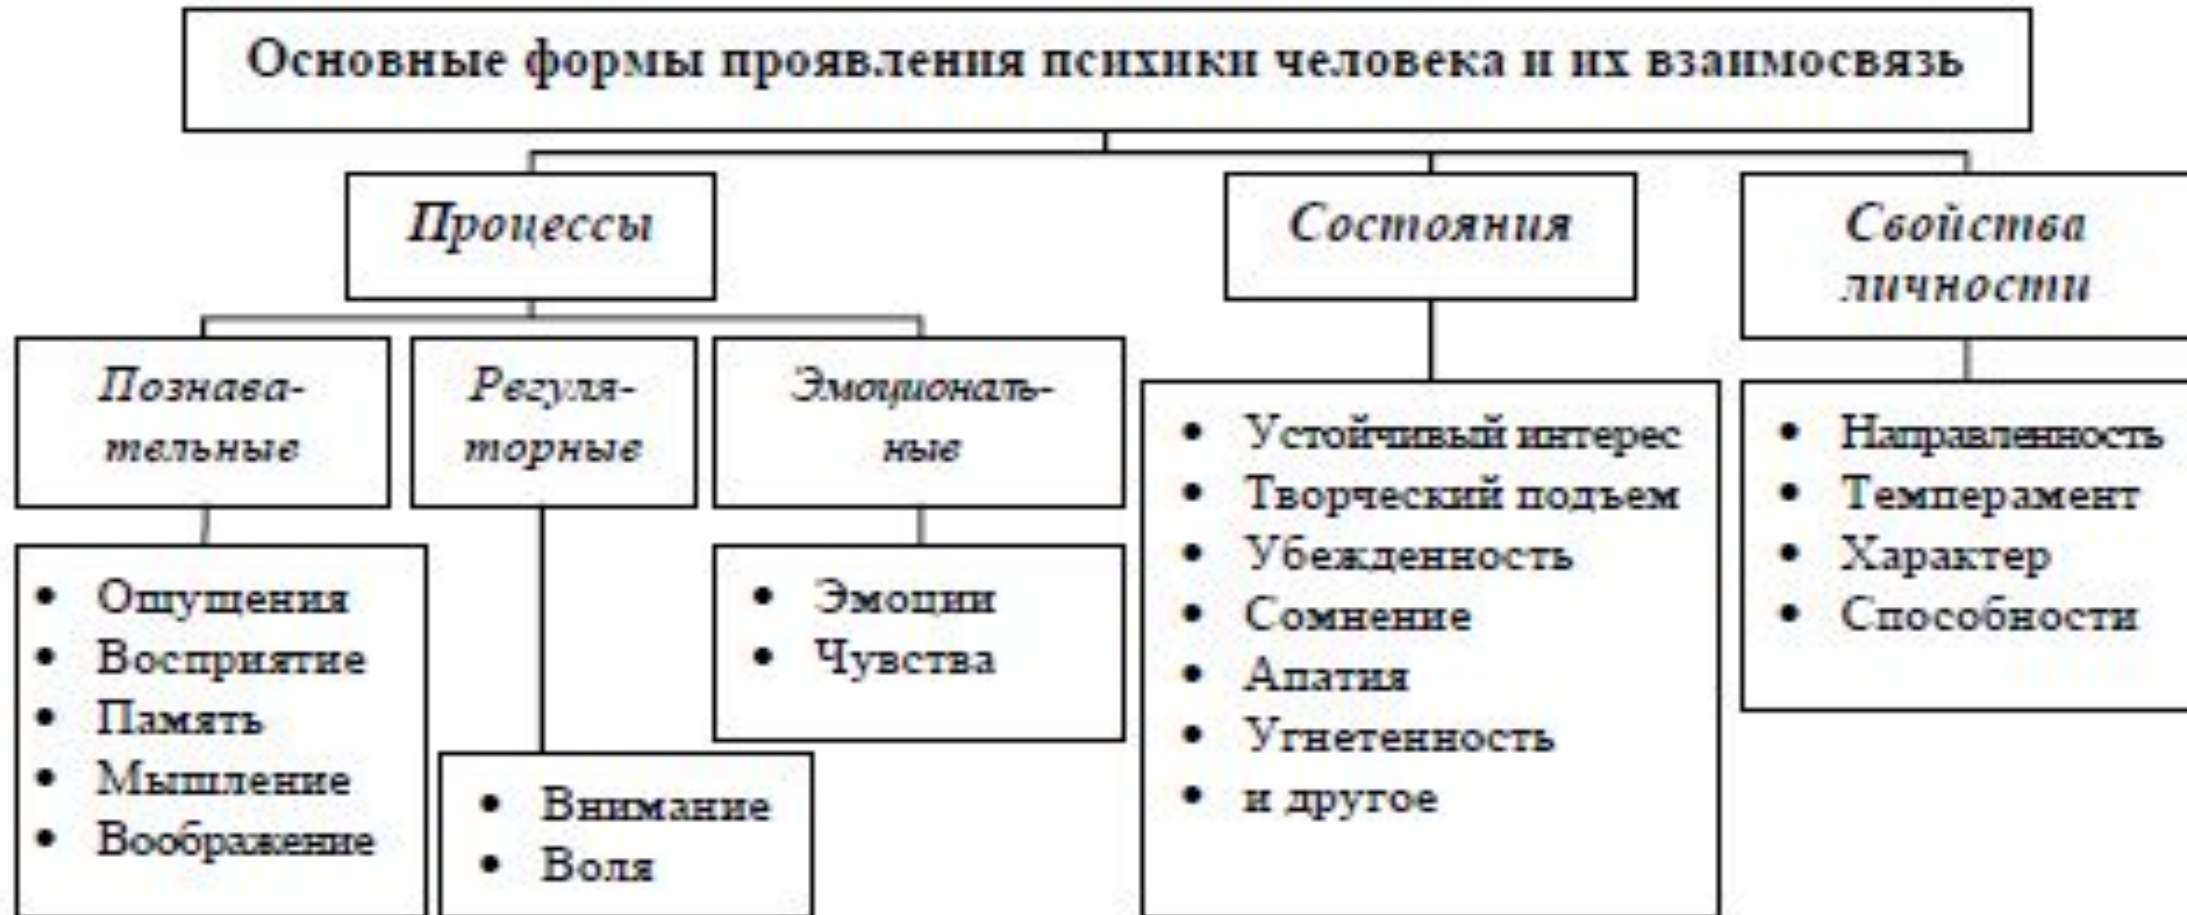 Основные формы проявления психики человека и их взаимосвязь
Процессы
Состояния
Свойства
личности
Познава-
тельные
Регуля-
торные
Эмоциональ-
ные
• Ощущения
• Восприятие
• Память
• Мышление
• Воображение
• Внимание
• Воля
• Эмоции
• Чувства
• Устойчивый интерес
• Творческий подъем
• Убежденность
• Сомнение
• Апатия
• Угнетенность
• и другое
• Направленность
• Темперамент
• Характер
• Способности